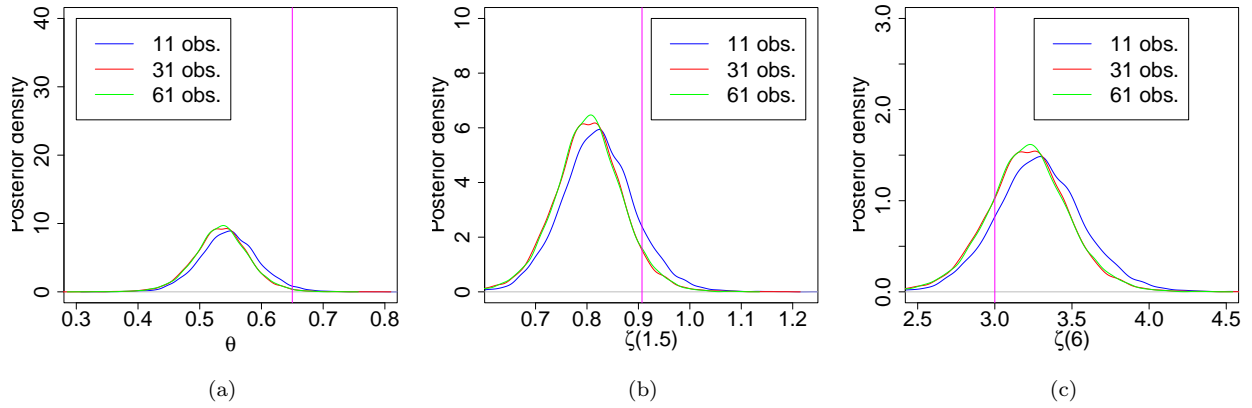 Posterior density
40
30
20
10
0
11 obs.
31 obs.
61 obs.
0.3 0.4 0.5 0.6 0.7 0.8
θ
(a)
Posterior density
10
8
6
4
2
0
11 obs.
31 obs.
61 obs.
0.7 0.8 0.9 1.0 1.1 1.2
ζ(1.5)
(b)
Posterior density
3.0
2.0
1.0
0.0
11 obs.
31 obs.
61 obs.
2.5 3.0 3.5 4.0 4.5
ζ(6)
(c)